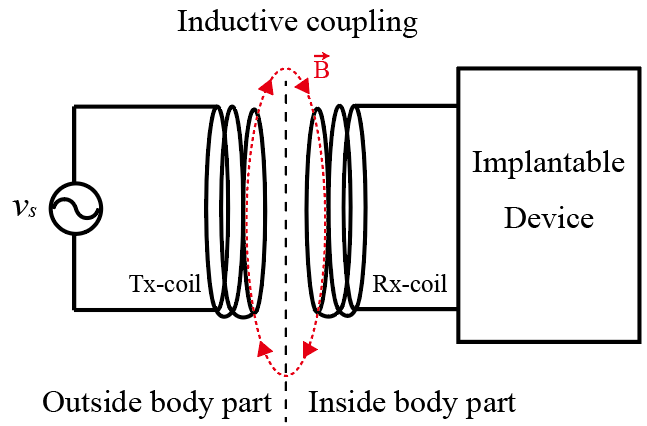 Inductive coupling
B
Implantable
Device
vs
Tx-coil
Rx-coil
Outside body part
Inside body part